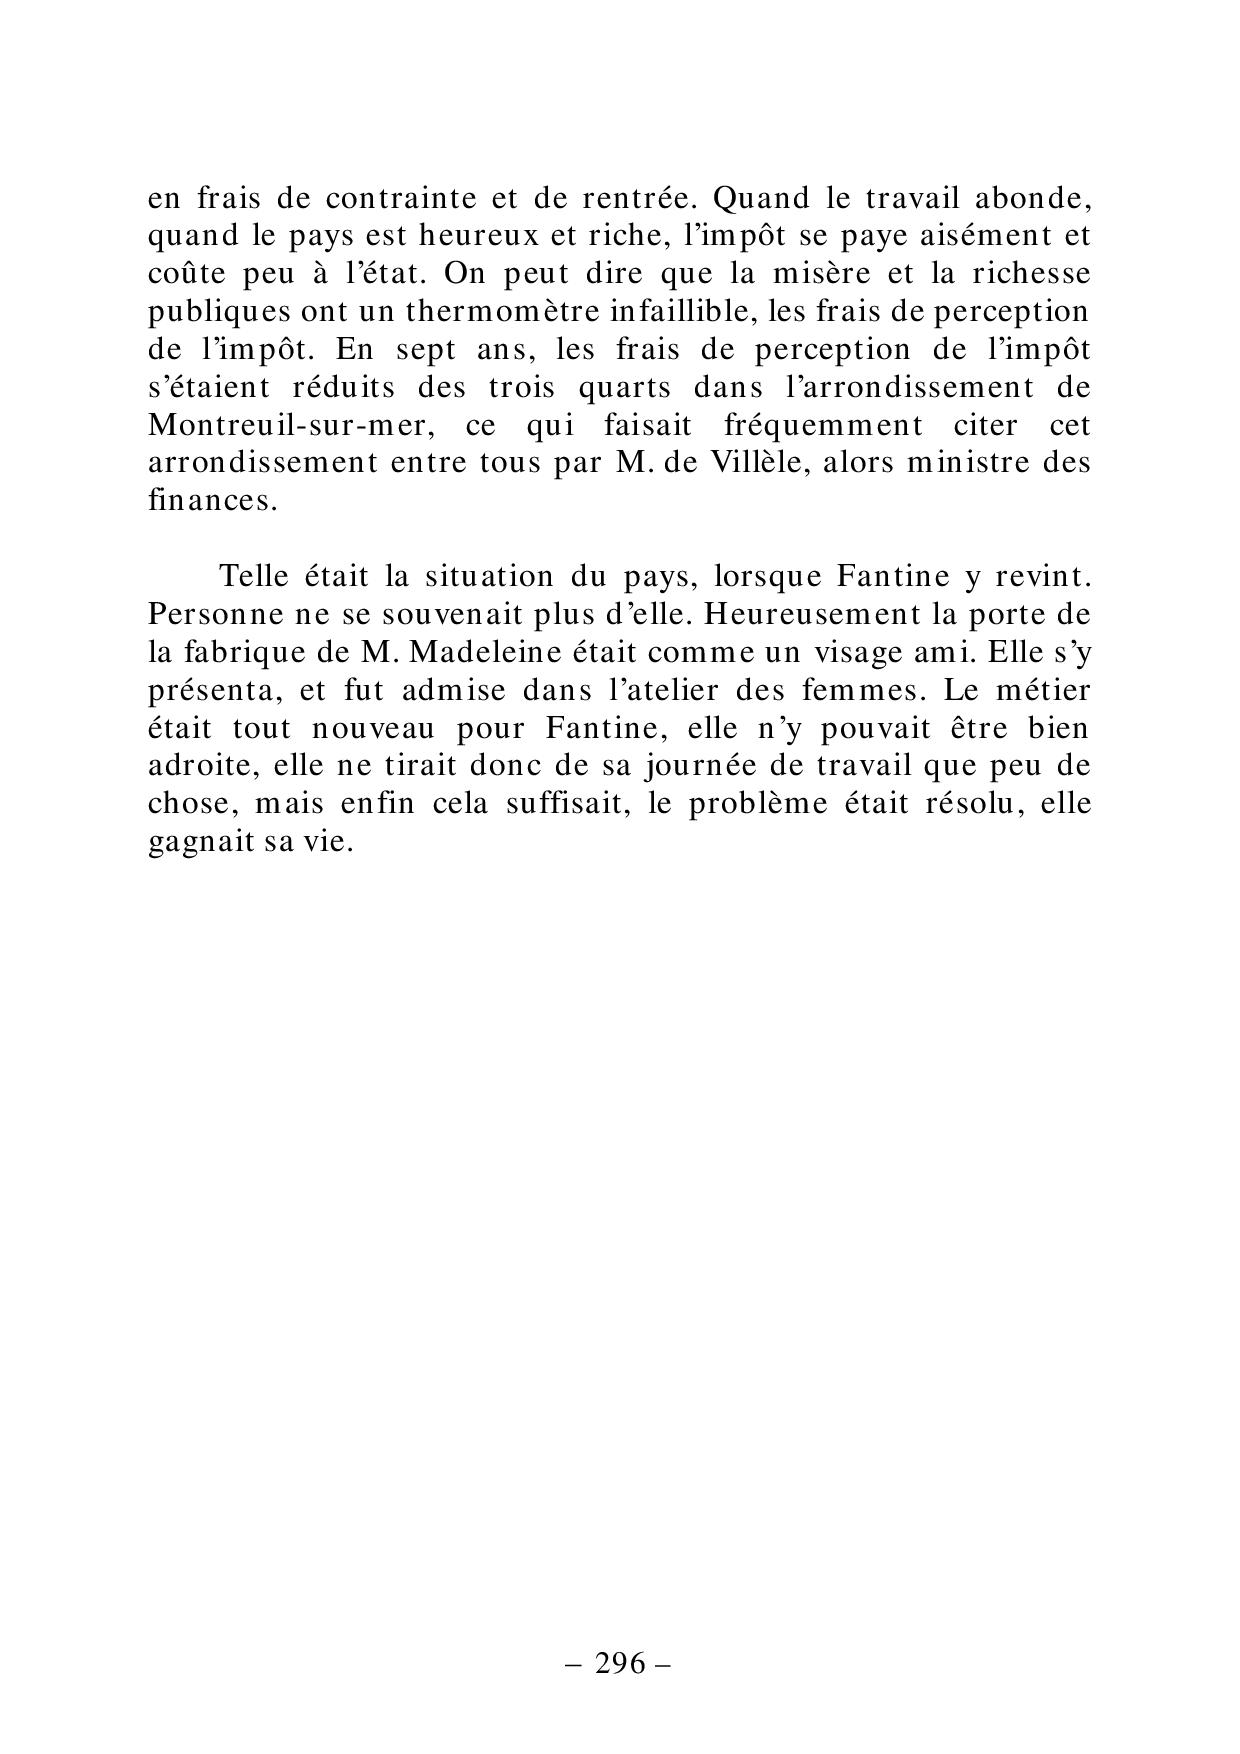 en frais de contrainte et de rentrée. Quand le travail abonde,
quand le pays est heureux et riche, l’impôt se paye aisément et
coûte peu à l’état. On peut dire que la misère et la richesse
publiques ont un thermomètre infaillible, les frais de perception
de l’impôt. En sept ans, les frais de perception de l’impôt
s’étaient réduits des trois quarts dans l’arrondissement de
Montreuil-sur-mer, ce qui faisait fréquemment citer cet
arrondissement entre tous par M. de Villèle, alors ministre des
finances.
Telle était la situation du pays, lorsque Fantine y revint.
Personne ne se souvenait plus d’elle. Heureusement la porte de
la fabrique de M. Madeleine était comme un visage ami. Elle s’y
présenta, et fut admise dans l’atelier des femmes. Le métier
était tout nouveau pour Fantine, elle n’y pouvait être bien
adroite, elle ne tirait donc de sa journée de travail que peu de
chose, mais enfin cela suffisait, le problème était résolu, elle
gagnait sa vie.
– 296 –